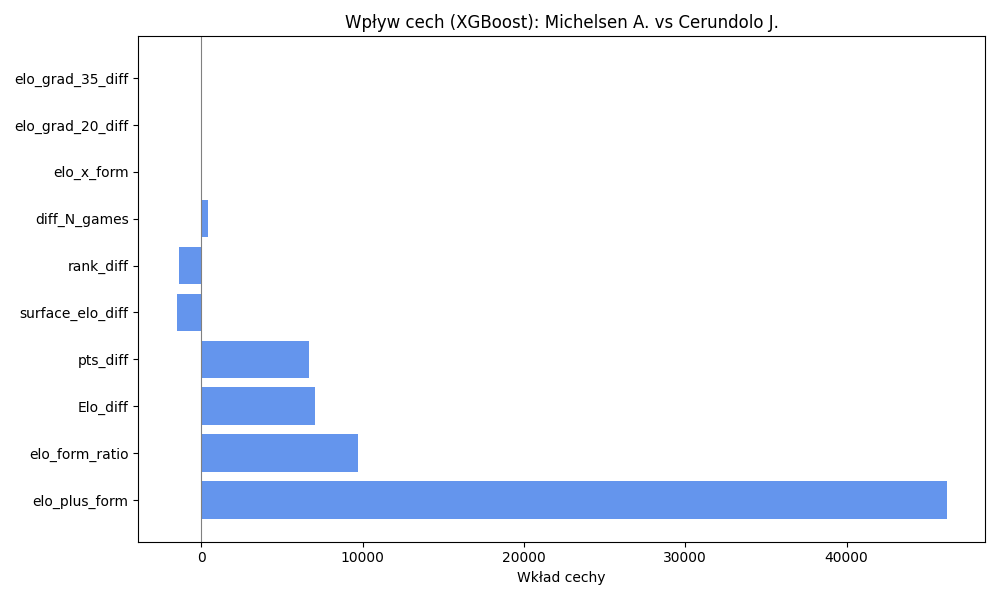 Wpływ cech (XGBoost): Michelsen A. vs Cerundolo J.
elo_grad_35_diff
elo_grad_20_diff
elo_x_form
diff_N_games
rank_diff
surface_elo_diff
pts_diff
Elo_diff
elo_form_ratio
elo_plus_form
0 10000 20000 30000 40000
Wkład cechy